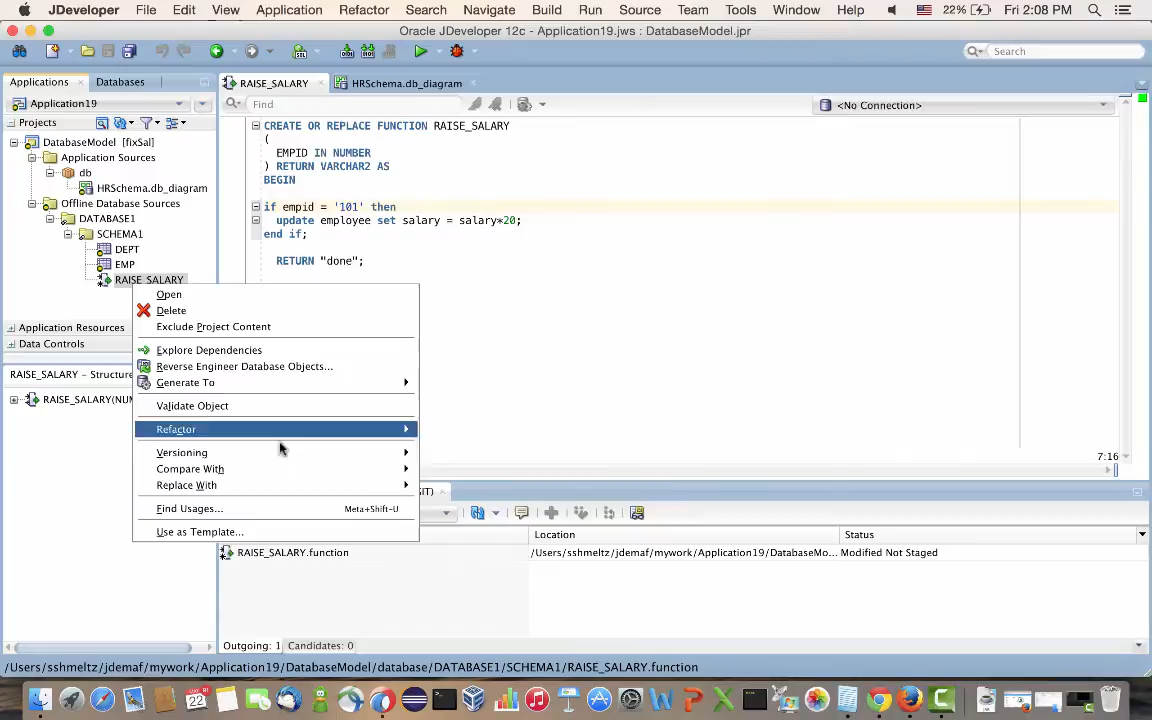 JDeveloper File Edit View Application Refactor Search Navigate Build Run Source Team Tools Window Help 22% Fri 2:08 PM
Oracle JDeveloper 12c - Application19.jws : DatabaseModel.jpr
Search
Applications Databases
RAISE_SALARY HRSchema.db_diagram
Application19
Find
<No Connection>
Projects
DatabaseModel [fixSal]
Application Sources
db
HRSchema.db_diagram
Offline Database Sources
DATABASE1
SCHEMA1
DEPT
EMP
RAISE_SALARY
CREATE OR REPLACE FUNCTION RAISE_SALARY
(
EMPID IN NUMBER
) RETURN VARCHAR2 AS
BEGIN
if empid = '101' then
update employee set salary = salary*20;
end if;
RETURN "done";
7:16
Open
Delete
Exclude Project Content
Explore Dependencies
Reverse Engineer Database Objects...
Generate To
Validate Object
Refactor
Versioning
Compare With
Replace With
Find Usages... Meta+Shift-U
Use as Template...
Application Resources
Data Controls
RAISE_SALARY - Structure
RAISE_SALARY(NU
GIT)
Location Status
RAISE_SALARY.function /Users/sshmeltz/jdemaf/mywork/Application19/DatabaseMo... Modified Not Staged
Outgoing: 1 Candidates: 0
/Users/sshmeltz/jdemaf/mywork/Application19/DatabaseModel/database/DATABASE1/SCHEMA1/RAISE_SALARY.function
22